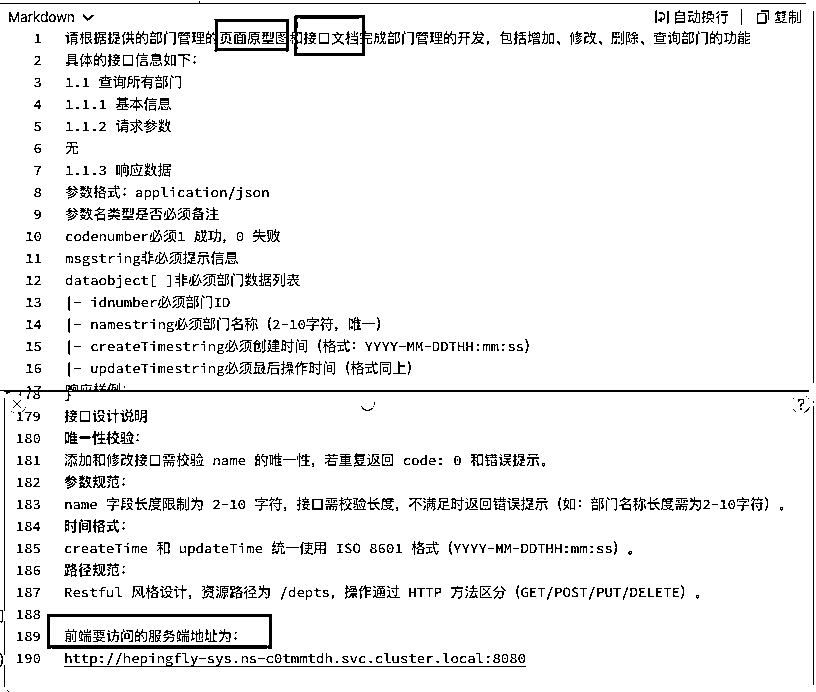 Markdown
自动换行 | 复制
1 请根据提供的部门管理的页面原型图和接口文档完成部门管理的开发，包括增加、修改、删除、查询部门的功能
2 具体的接口信息如下：
3 1.1 查询所有部门
4 1.1.1 基本信息
5 1.1.2 请求参数
6 无
7 1.1.3 响应数据
8 参数格式：application/json
9 参数名类型是否必须备注
10 codenumber必须1 成功，0 失败
11 msgstring非必须提示信息
12 dataobject[ ]非必须部门数据列表
13 |- idnumber必须部门ID
14 |- namestring必须部门名称（2-10字符，唯一）
15 |- createTimestring必须创建时间（格式：YYYY-MM-DDTHH:mm:ss）
16 |- updateTimestring必须最后操作时间（格式同上）
17 响应样例：
178 }
179 接口设计说明
180 唯一性校验：
181 添加和修改接口需校验 name 的唯一性，若重复返回 code: 0 和错误提示。
182 参数规范：
183 name 字段长度限制为 2-10 字符，接口需校验长度，不满足时返回错误提示（如：部门名称长度需为2-10字符）。
184 时间格式：
185 createTime 和 updateTime 统一使用 ISO 8601 格式（YYYY-MM-DDTHH:mm:ss）。
186 路径规范：
187 Restful 风格设计，资源路径为 /depts，操作通过 HTTP 方法区分（GET/POST/PUT/DELETE）。
188
189 前端要访问的服务端地址为：
190 http://hepingfly-sys.ns-c0tmmtdh.svc.cluster.local:8080